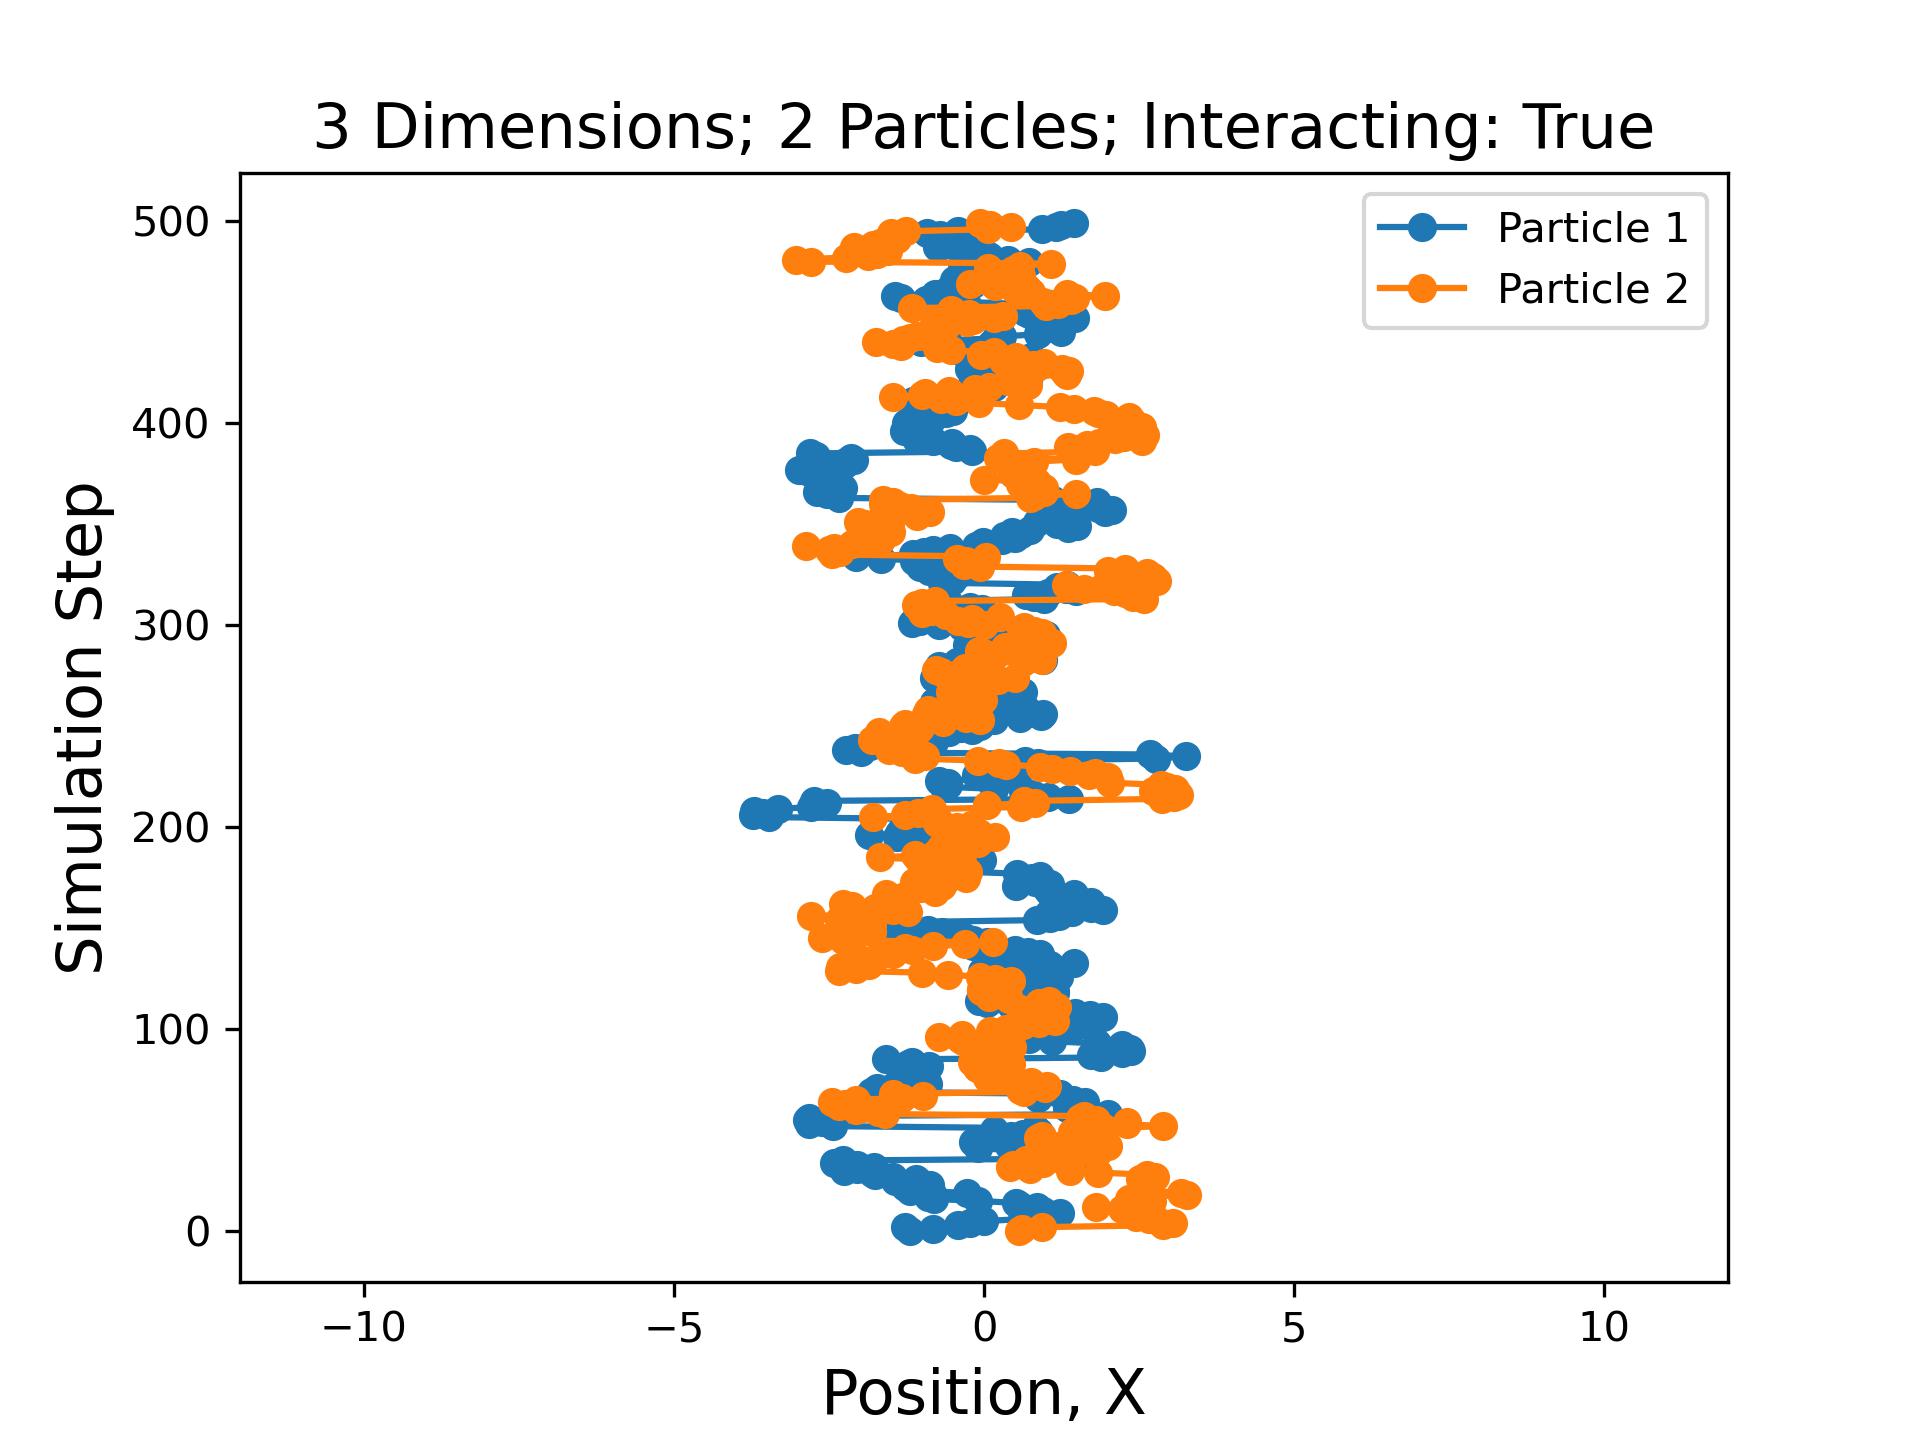 3 Dimensions; 2 Particles; Interacting: True
Particle 1
Particle 2
Simulation Step
500
400
300
200
100
0
−10 −5 0 5 10
Position, X